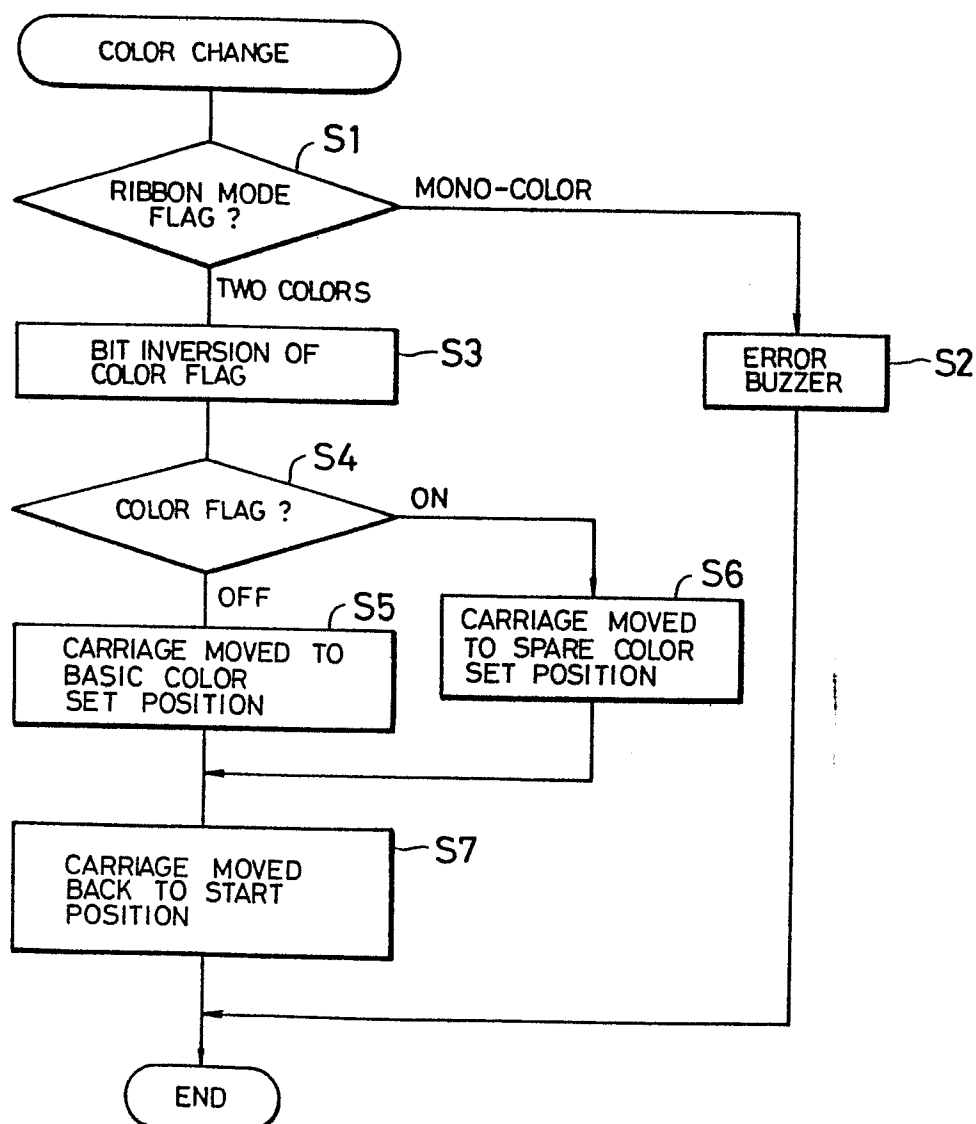 COLOR CHANGE
S1
RIBBON MODE
FLAG ?
MONO-COLOR
TWO COLORS
BIT INVERSION OF
COLOR FLAG
S3
ERROR
BUZZER
S2
S4
COLOR FLAG ?
ON
OFF
S5
CARRIAGE MOVED TO
BASIC COLOR
SET POSITION
S6
CARRIAGE MOVED
TO SPARE COLOR
SET POSITION
S7
CARRIAGE MOVED
BACK TO START
POSITION
END